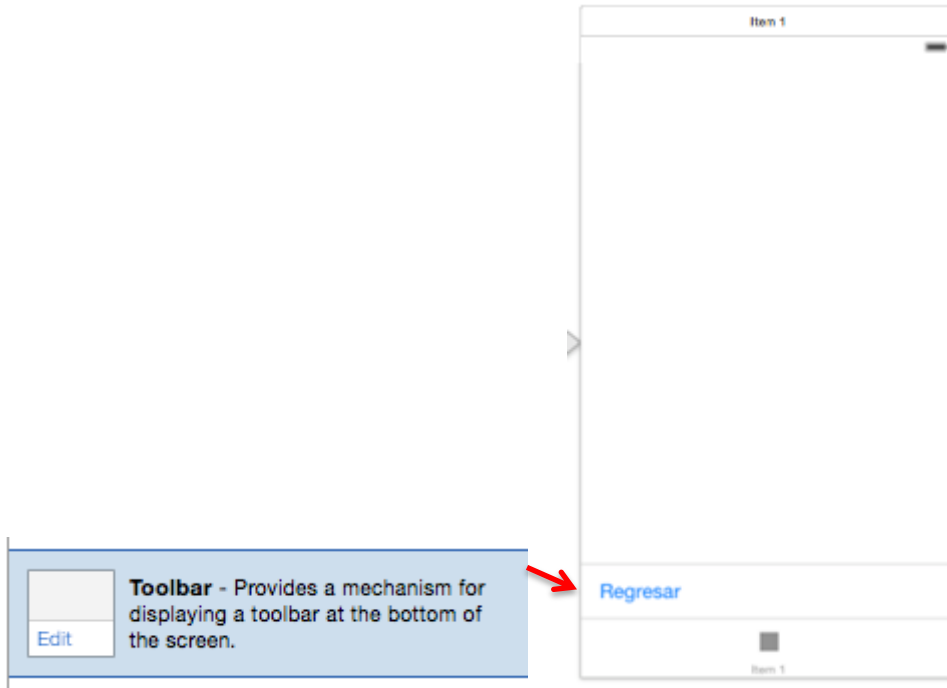 Item 1
Toolbar - Provides a mechanism for
displaying a toolbar at the bottom of
the screen.
Edit
Regresar
Item 1